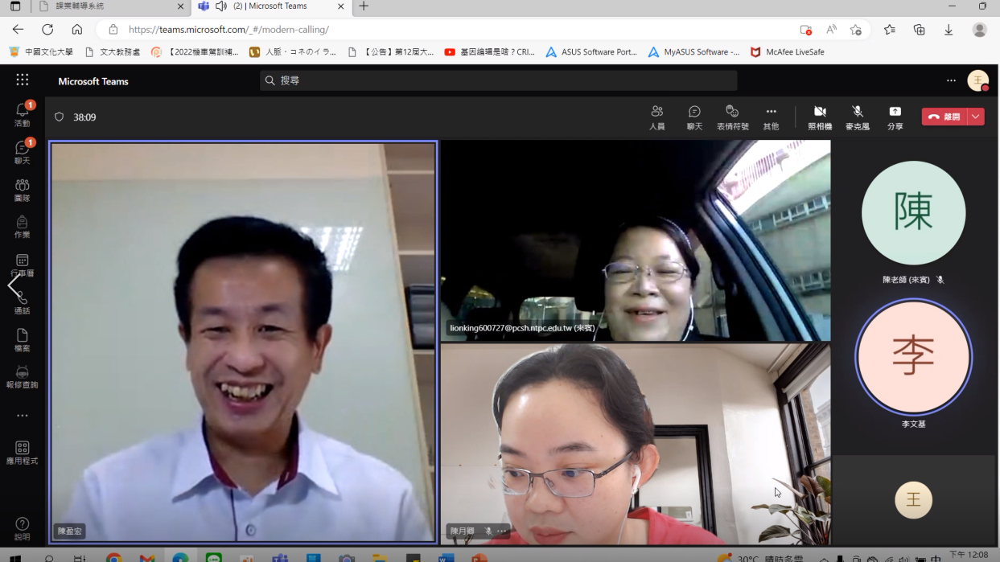 課業輔導系統
(2) | Microsoft Teams
https://teams.microsoft.com/_#/modern-calling/
中國文化大學
文大教務處
【2022機車駕訓補...
人脈・コネのイラ...
【公告】第12屆大...
基因編輯是啥？CRI...
ASUS Software Port...
MyASUS Software -...
McAfee LiveSafe
Microsoft Teams
搜尋
王
38:09
人員
聊天
表情符號
其他
照相機
麥克風
分享
離開
1
活動
1
聊天
團隊
作業
行事曆
通話
檔案
報修查詢
應用程式
說明
陳盈宏
lionking600727@pcsh.ntpc.edu.tw (來賓)
陳月卿
陳
陳老師 (來賓)
李
李文基
王
30°C 晴時多雲
中
下午 12:08